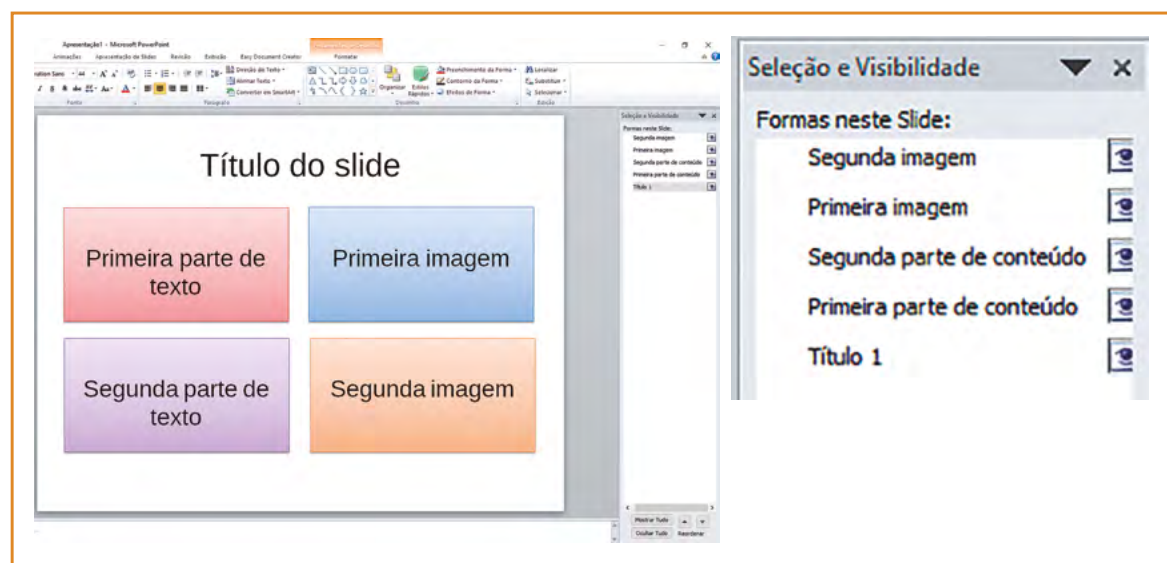 Apresentação1 - Microsoft PowerPoint
Animações Apresentação de Slides Revisão Exibição Easy Document Creator Formatar
Divisão do Texto
Alinhar Texto
Converter em SmartArt
Organizar
Estilos Rápidos
Preenchimento da Forma
Contorno da Forma
Efeitos de Forma
Localizar
Substituir
Selecionar
Fonte Parágrafo Desenho Edição
Título do slide
Primeira parte de
texto
Primeira imagem
Segunda parte de
texto
Segunda imagem
Seleção e Visibilidade
Formas neste Slide:
Segunda imagem
Primeira imagem
Segunda parte de conteúdo
Primeira parte de conteúdo
Título 1
Mostrar Tudo
Ocultar Tudo Reordenar
Seleção e Visibilidade
Formas neste Slide:
Segunda imagem
Primeira imagem
Segunda parte de conteúdo
Primeira parte de conteúdo
Título 1